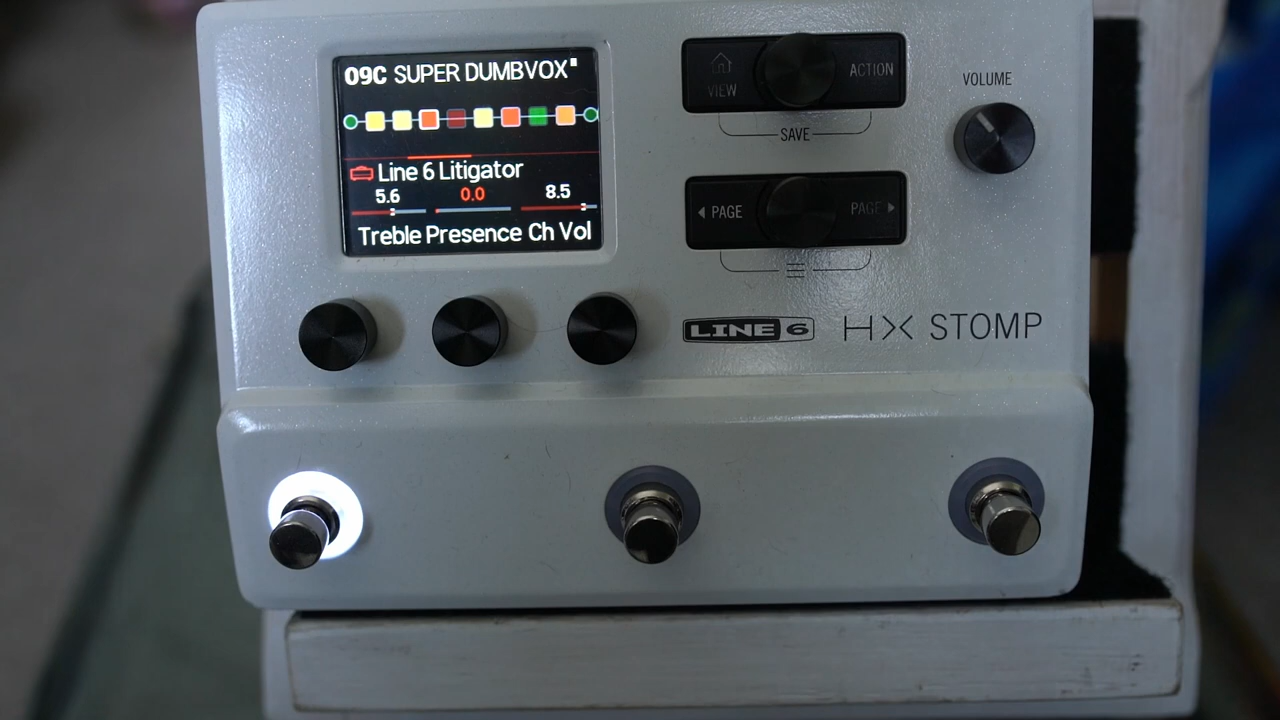 09C SUPER DUMBVOX
Line 6 Litigator
5.6 0.0 8.5
Treble Presence Ch Vol
VIEW
ACTION
SAVE
VOLUME
PAGE
PAGE
LINE 6
HX STOMP